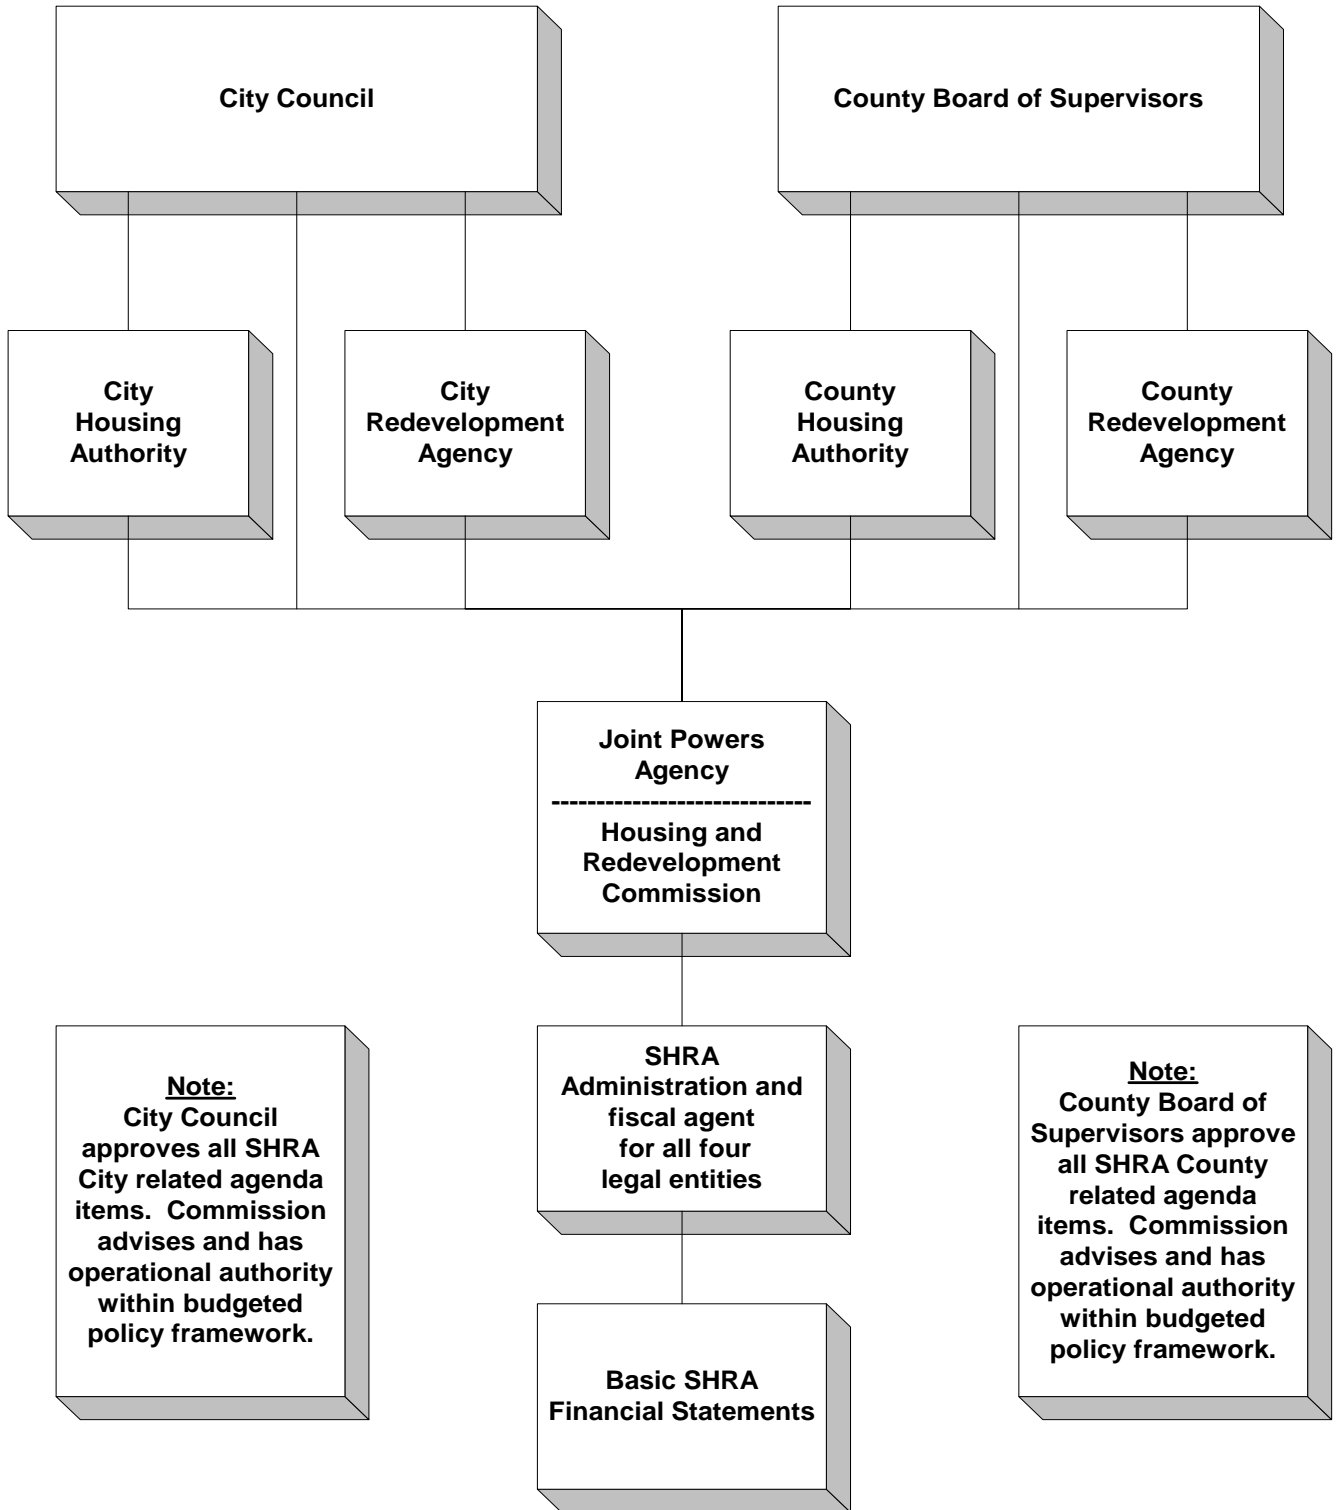 City Council
County Board of Supervisors
City
Housing
Authority
City
Redevelopment
Agency
County
Housing
Authority
County
Redevelopment
Agency
Joint Powers
Agency
-----------------------------
Housing and
Redevelopment
Commission
SHRA
Administration and
fiscal agent
for all four
legal entities
Note:
City Council
approves all SHRA
City related agenda
items.  Commission
advises and has
operational authority
within budgeted
policy framework.
Note:
County Board of
Supervisors approve
all SHRA County
related agenda
items.  Commission
advises and has
operational authority
within budgeted
policy framework.
Basic SHRA
Financial Statements